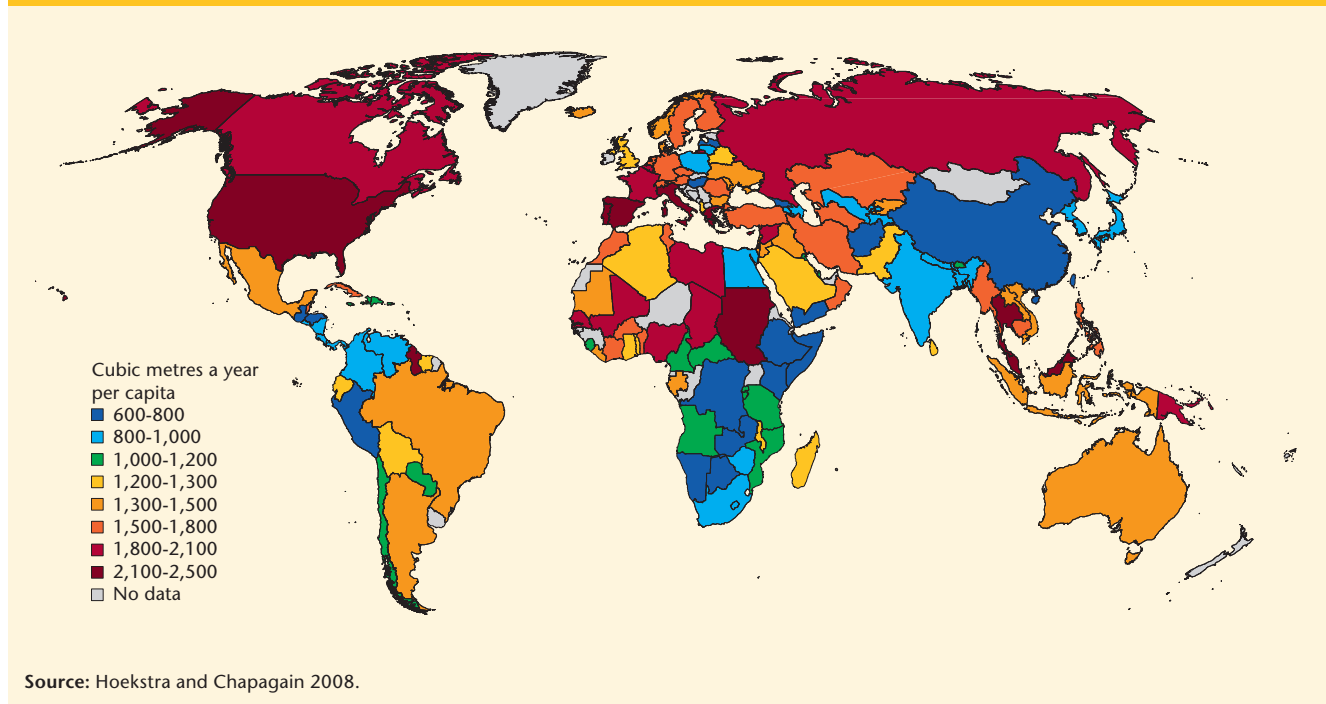 Cubic metres a year
per capita
600-800
800-1,000
1,000-1,200
1,200-1,300
1,300-1,500
1,500-1,800
1,800-2,100
2,100-2,500
No data
Source: Hoekstra and Chapagain 2008.